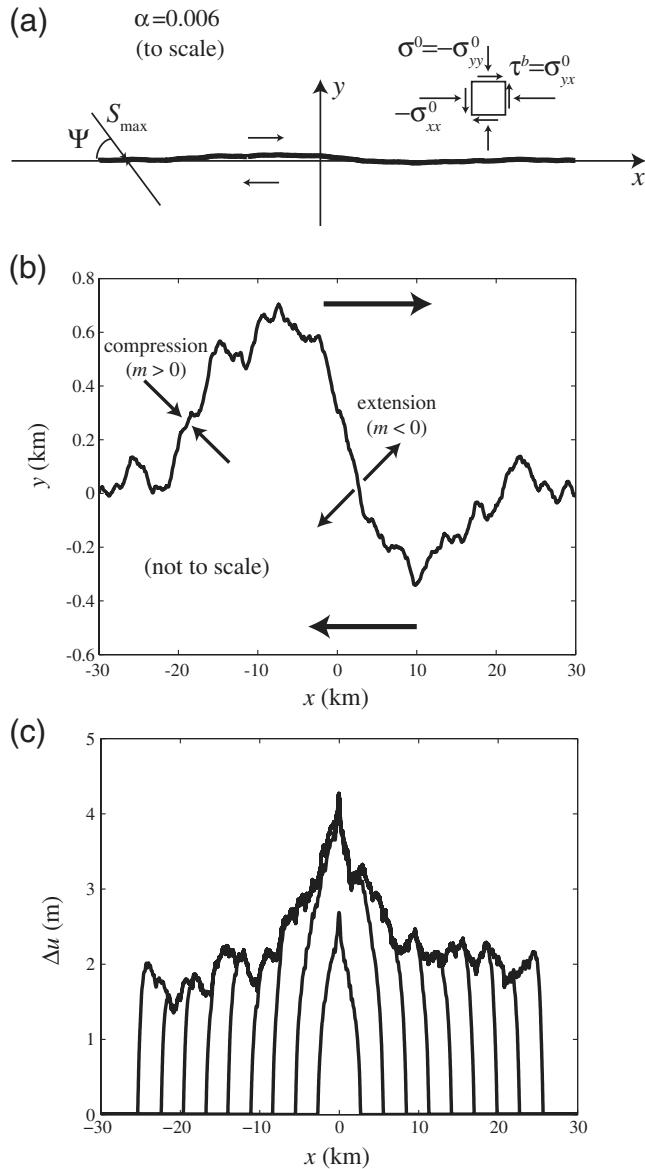 (a)
α=0.006
(to scale)
σ⁰=−σ⁰yy
τᵇ=σ⁰yx
−σ⁰xx
y
Smax
Ψ
x
(b)
0.8
0.6
0.4
0.2
0
-0.2
-0.4
-0.6
y (km)
compression
(m > 0)
extension
(m < 0)
(not to scale)
-30 -20 -10 0 10 20 30
x (km)
(c)
5
4
3
2
1
0
Δu (m)
−30 −20 −10 0 10 20 30
x (km)